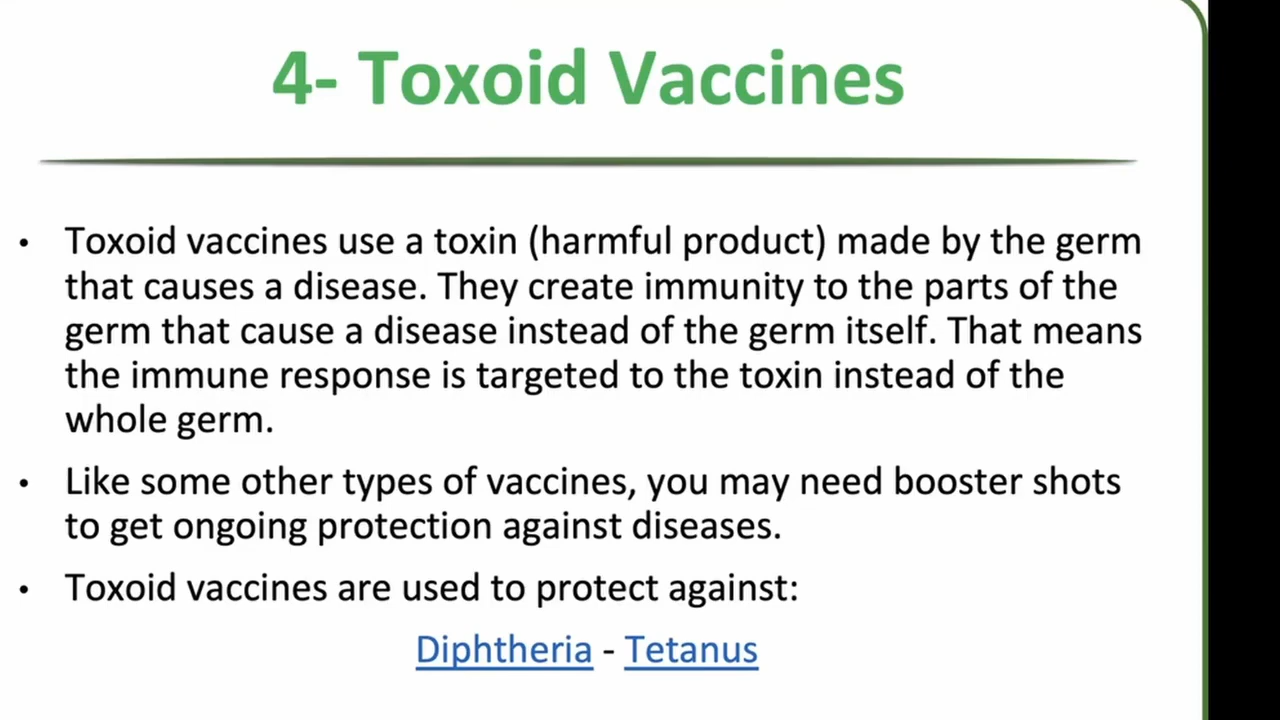 4- Toxoid Vaccines
• Toxoid vaccines use a toxin (harmful product) made by the germ
that causes a disease. They create immunity to the parts of the
germ that cause a disease instead of the germ itself. That means
the immune response is targeted to the toxin instead of the
whole germ.
• Like some other types of vaccines, you may need booster shots
to get ongoing protection against diseases.
• Toxoid vaccines are used to protect against:
Diphtheria - Tetanus